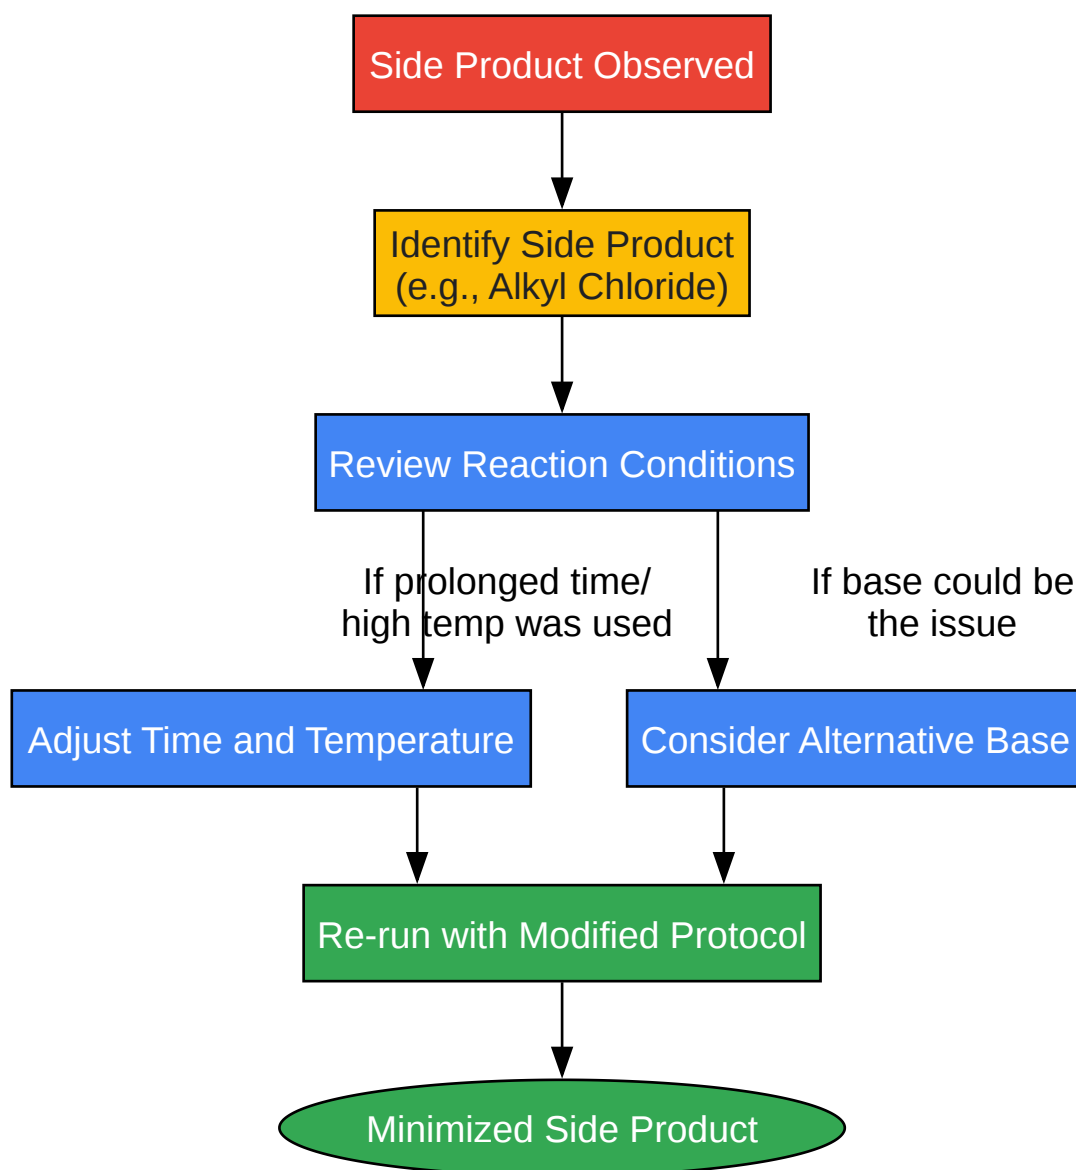 Side Product Observed
Identify Side Product
(e.g., Alkyl Chloride)
Review Reaction Conditions
If prolonged time/
high temp was used
If base could be
the issue
Adjust Time and Temperature
Consider Alternative Base
Re-run with Modified Protocol
Minimized Side Product